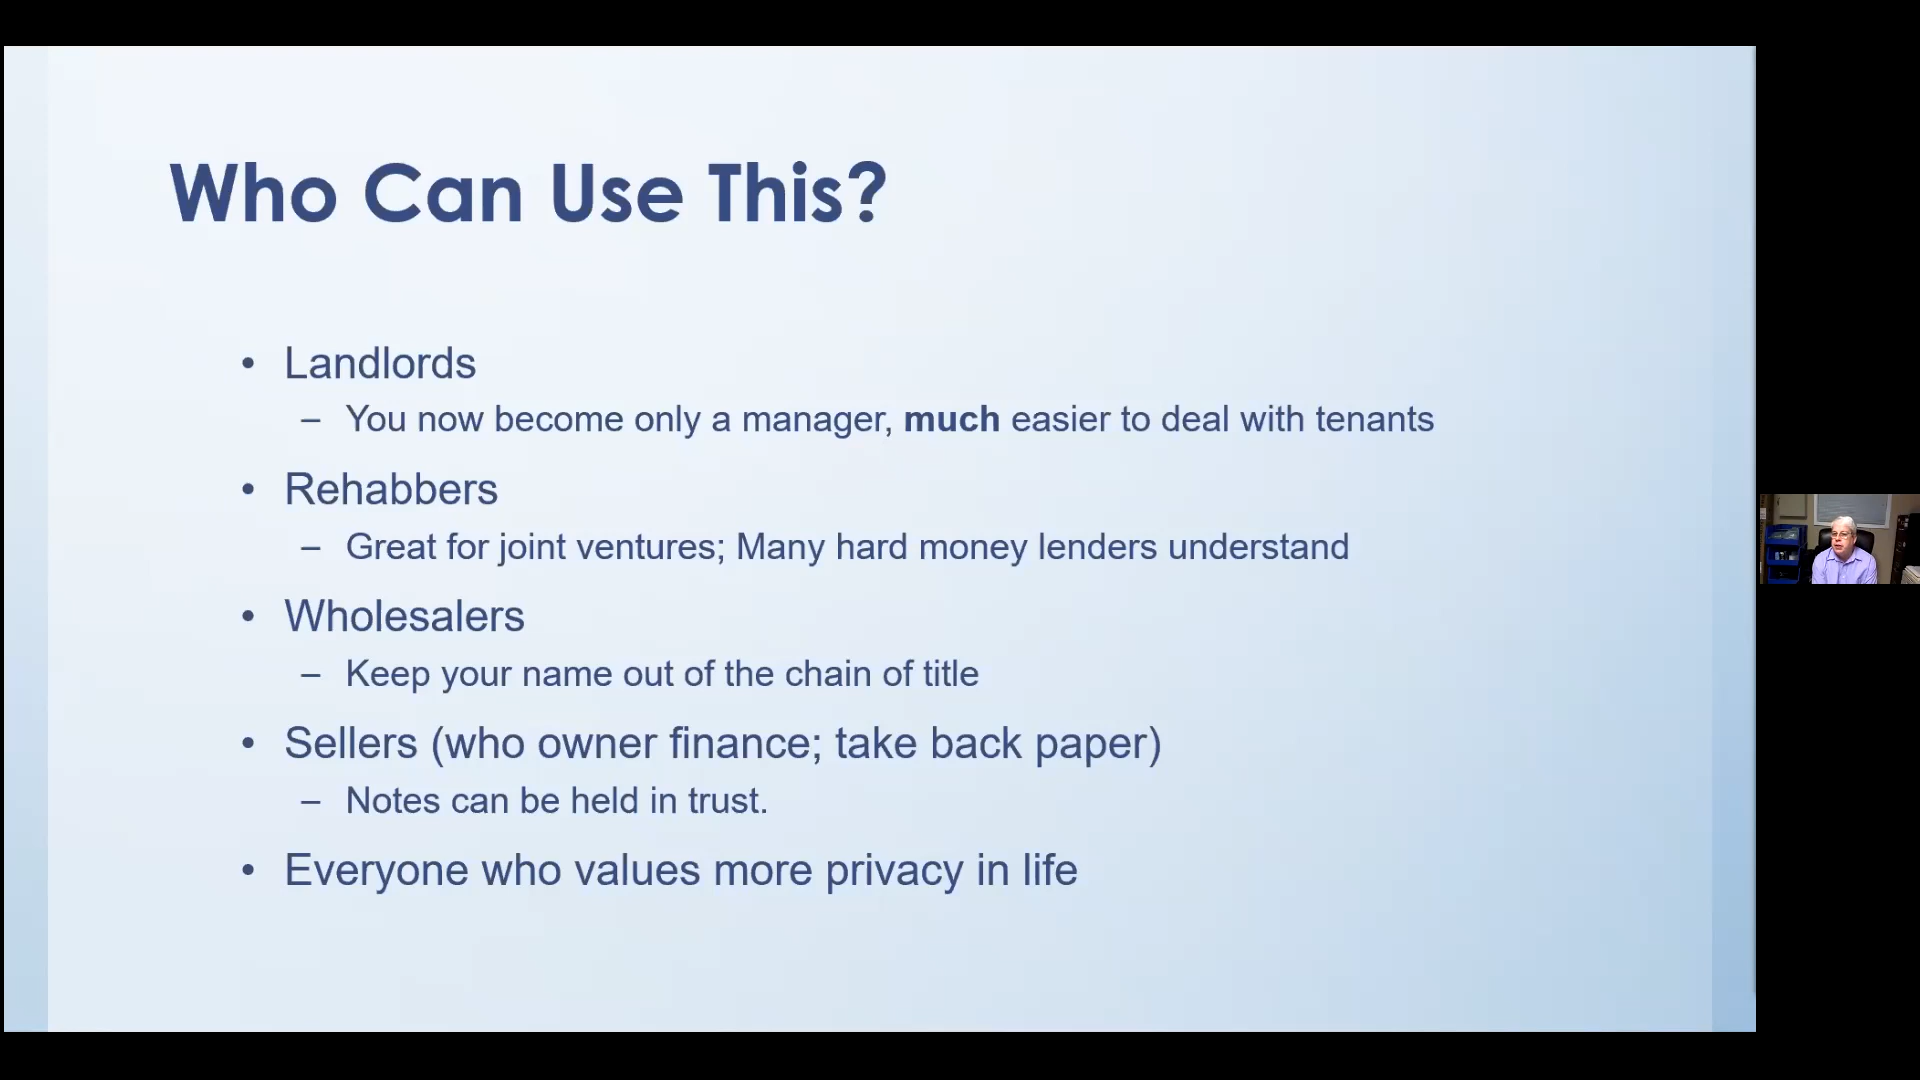 Who Can Use This?
• Landlords
– You now become only a manager, much easier to deal with tenants
• Rehabbers
– Great for joint ventures; Many hard money lenders understand
• Wholesalers
– Keep your name out of the chain of title
• Sellers (who owner finance; take back paper)
– Notes can be held in trust.
• Everyone who values more privacy in life